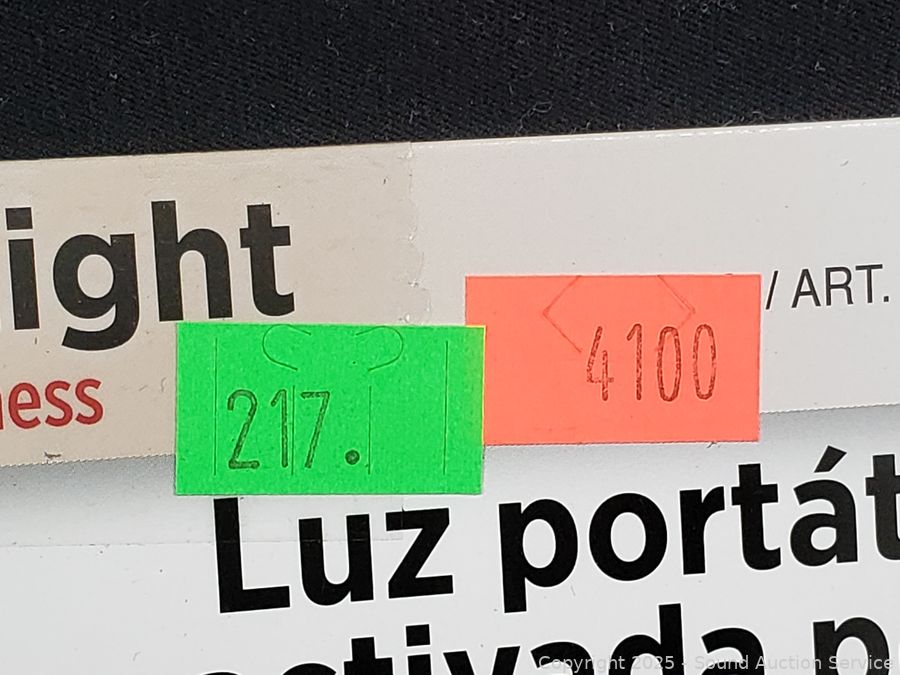 ight
/ ART.
4100
ness
217.
Luz portát
activada p
Copyright 2025 - Sound Auction Service